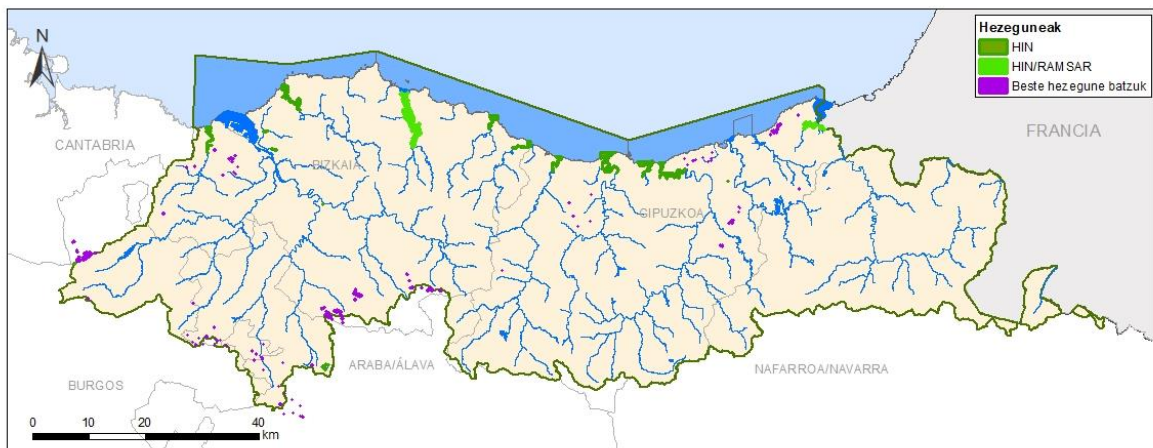 N
Hezeguneak
HIN
HIN/RAMSAR
Beste hezegune batzuk
FRANCIA
CANTABRIA
BIZKAIA
GIPUZKOA
ARABA/ÁLAVA
NAFARROA/NAVARRA
BURGOS
0 10 20 40
km